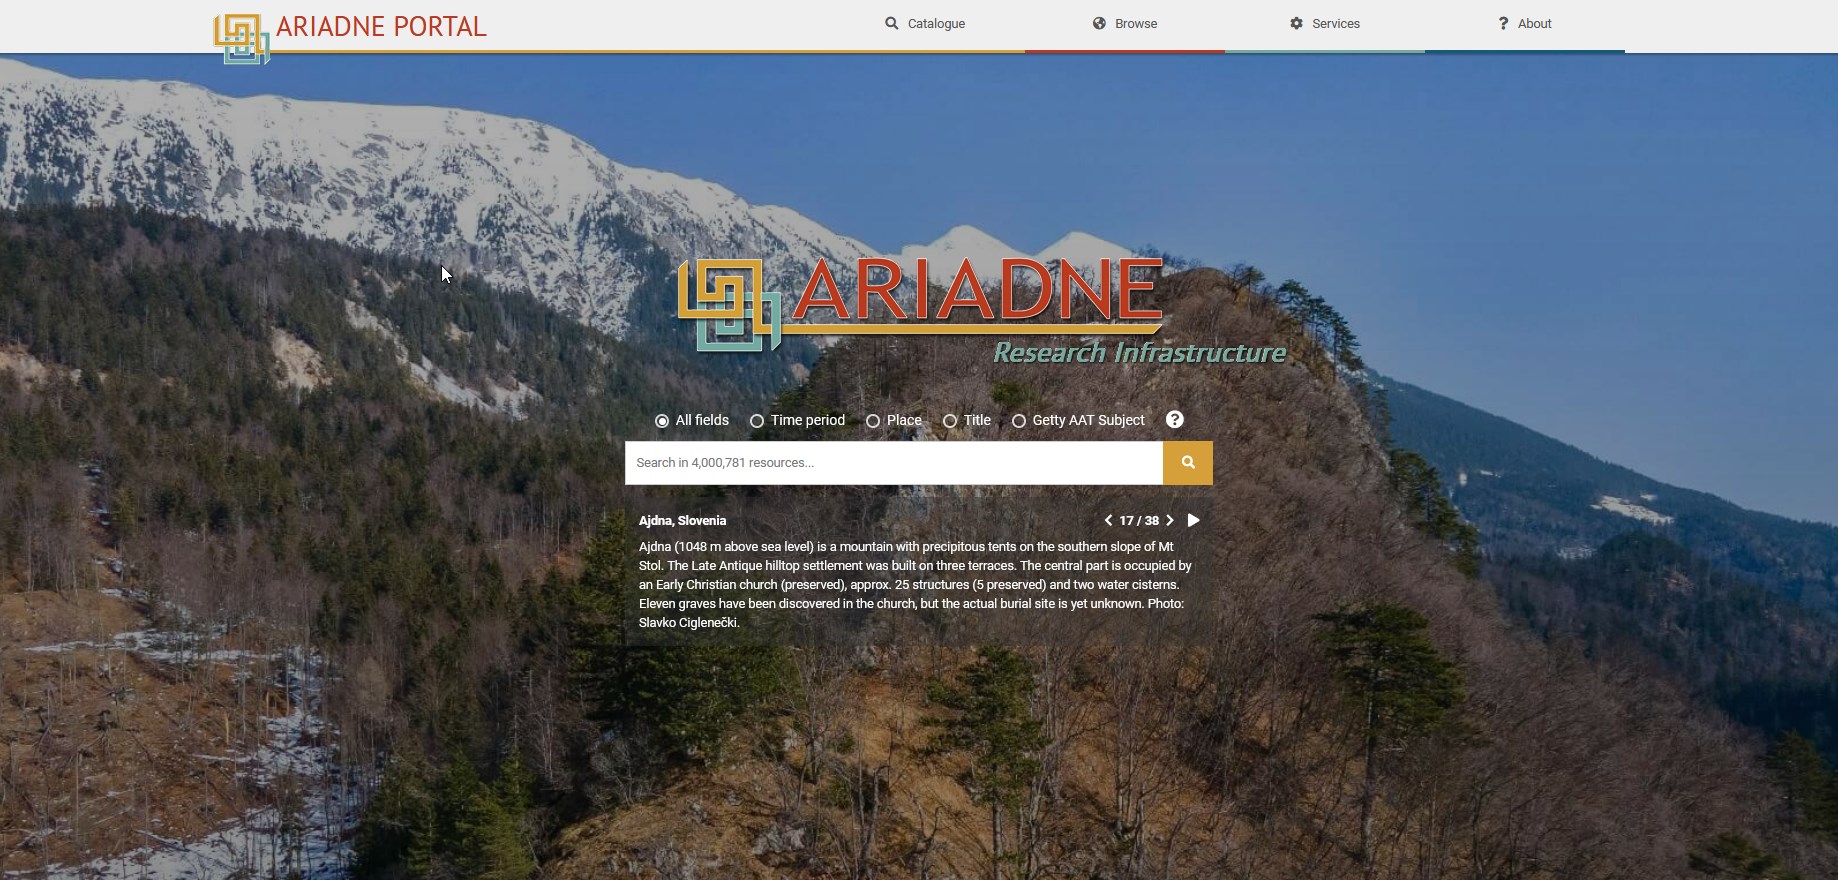 ARIADNE PORTAL
Catalogue
Browse
Services
? About
ARIADNE
Research Infrastructure
All fields Time period Place Title Getty AAT Subject ?
Search in 4,000,781 resources...
Ajdna, Slovenia
17 / 38
Ajdna (1048 m above sea level) is a mountain with precipitous tents on the southern slope of Mt
Stol. The Late Antique hilltop settlement was built on three terraces. The central part is occupied by
an Early Christian church (preserved), approx. 25 structures (5 preserved) and two water cisterns.
Eleven graves have been discovered in the church, but the actual burial site is yet unknown. Photo:
Slavko Ciglenečki.